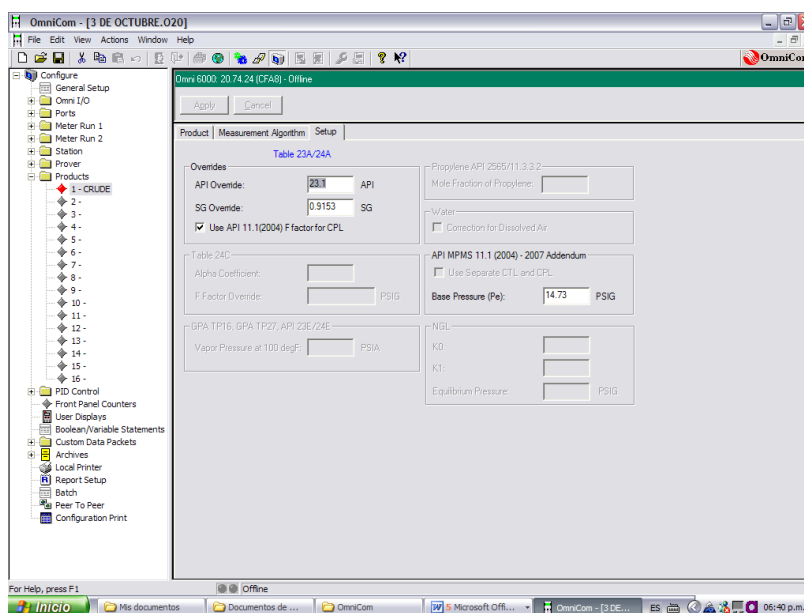 OmniCom - [3 DE OCTUBRE.O20]
File Edit View Actions Window Help
OmniCom
Configure
General Setup
Omni I/O
Ports
Meter Run 1
Meter Run 2
Station
Prover
Products
1 - CRUDE
2 -
3 -
4 -
5 -
6 -
7 -
8 -
9 -
10 -
11 -
12 -
13 -
14 -
15 -
16 -
PID Control
Front Panel Counters
User Displays
Boolean/Variable Statements
Custom Data Packets
Archives
Local Printer
Report Setup
Batch
Peer To Peer
Configuration Print
Omni 6000: 20.74.24 (CFA8) - Offline
Apply Cancel
Product Measurement Algorithm Setup
Table 23A/24A
Overrides
API Override: 23.1 API
SG Override: 0.9153 SG
Use API 11.1(2004) F factor for CPL
Table 24C
Alpha Coefficient:
F Factor Override: PSIG
GPA TP16, GPA TP27, API 23E/24E
Vapor Pressure at 100 degF: PSIA
Propylene API 2565/11.3.3.2
Mole Fraction of Propylene:
Water
Correction for Dissolved Air
API MPMS 11.1 (2004) - 2007 Addendum
Use Separate CTL and CPL
Base Pressure (Pe): 14.73 PSIG
NGL
K0:
K1:
Equilibrium Pressure: PSIG
For Help, press F1
Offline
Inicio
Mis documentos
Documentos de ...
OmniCom
5 Microsoft Offi...
OmniCom - [3 DE...
ES
06:40 p.m.